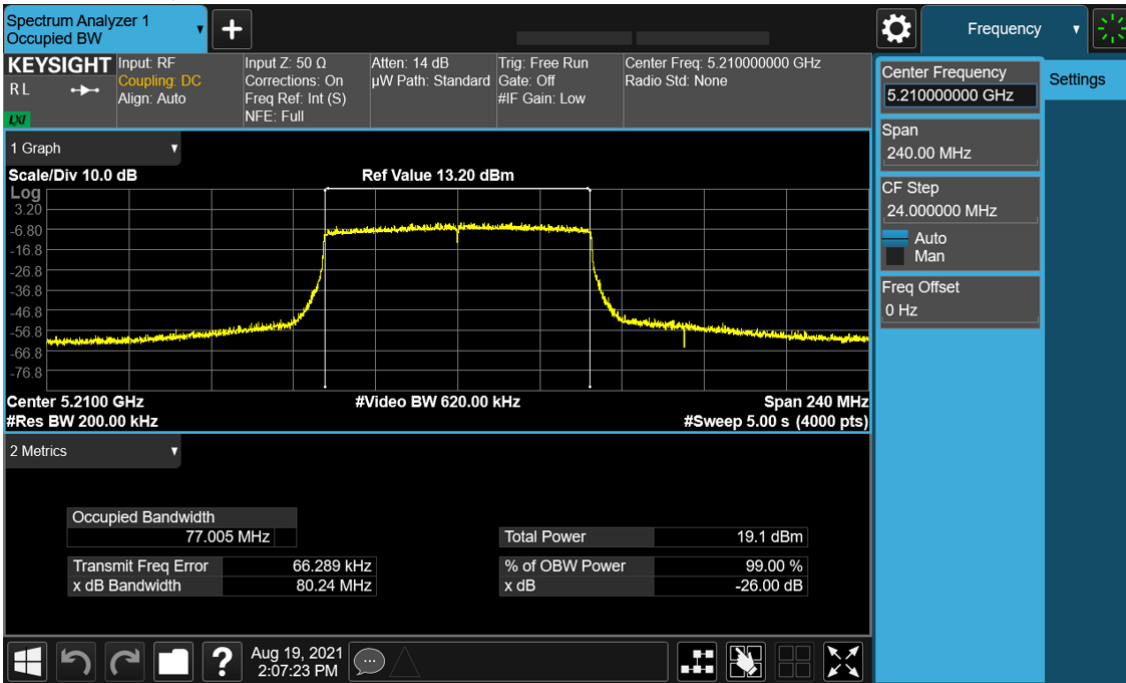 Spectrum Analyzer 1
Occupied BW
+
Frequency
KEYSIGHT
R L
LXI
Input: RF
Coupling: DC
Align: Auto
Input Z: 50 Ω
Corrections: On
Freq Ref: Int (S)
NFE: Full
Atten: 14 dB
µW Path: Standard
Trig: Free Run
Gate: Off
#IF Gain: Low
Center Freq: 5.210000000 GHz
Radio Std: None
Center Frequency
5.210000000 GHz
Settings
Span
240.00 MHz
CF Step
24.000000 MHz
Auto
Man
Freq Offset
0 Hz
1 Graph
Scale/Div 10.0 dB
Ref Value 13.20 dBm
Log
3.20
-6.80
-16.8
-26.8
-36.8
-46.8
-56.8
-66.8
-76.8
Center 5.2100 GHz
#Video BW 620.00 kHz
Span 240 MHz
#Res BW 200.00 kHz
#Sweep 5.00 s (4000 pts)
2 Metrics
Occupied Bandwidth
77.005 MHz
Transmit Freq Error 66.289 kHz
x dB Bandwidth 80.24 MHz
Total Power 19.1 dBm
% of OBW Power 99.00 %
x dB -26.00 dB
?
Aug 19, 2021
2:07:23 PM